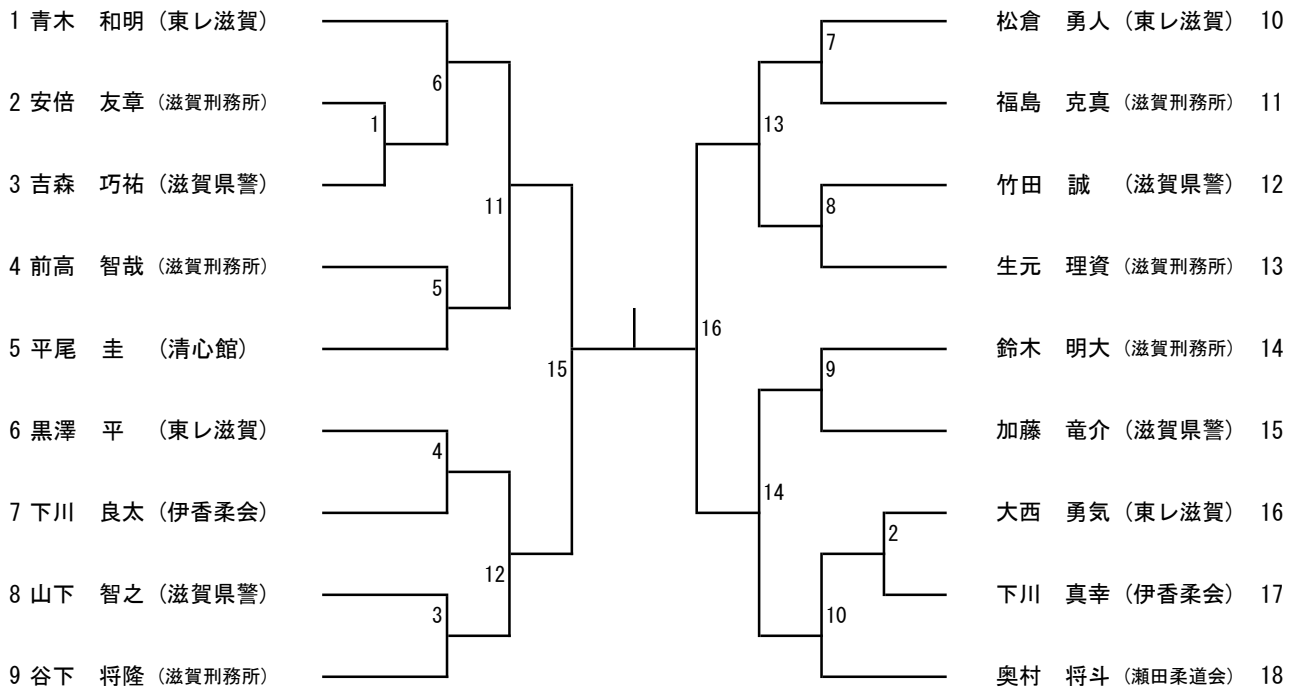 1 青木　和明（東レ滋賀）
2 安倍　友章（滋賀刑務所）
3 吉森　巧祐（滋賀県警）
4 前高　智哉（滋賀刑務所）
5 平尾　圭　（清心館）
6 黒澤　平　（東レ滋賀）
7 下川　良太（伊香柔会）
8 山下　智之（滋賀県警）
9 谷下　将隆（滋賀刑務所）
6
1
11
5
15
4
12
3
16
7
13
8
9
14
2
10
松倉　勇人（東レ滋賀） 10
福島　克真（滋賀刑務所） 11
竹田　誠　（滋賀県警） 12
生元　理資（滋賀刑務所） 13
鈴木　明大（滋賀刑務所） 14
加藤　竜介（滋賀県警） 15
大西　勇気（東レ滋賀） 16
下川　真幸（伊香柔会） 17
奥村　将斗（瀬田柔道会） 18